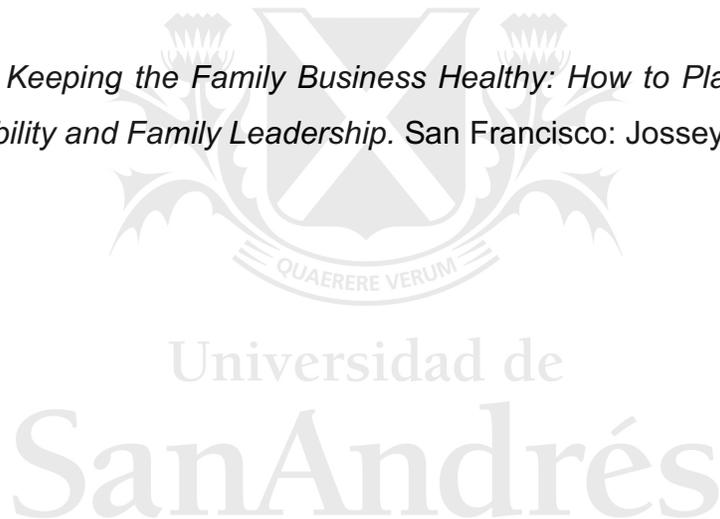 Keeping the Family Business Healthy: How to Pla
bility and Family Leadership. San Francisco: Jossey
QUAERERE VERUM
Universidad de
SanAndrés